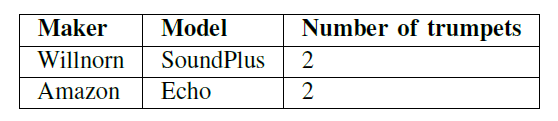 Maker Model Number of trumpets
Willnorn SoundPlus 2
Amazon Echo 2